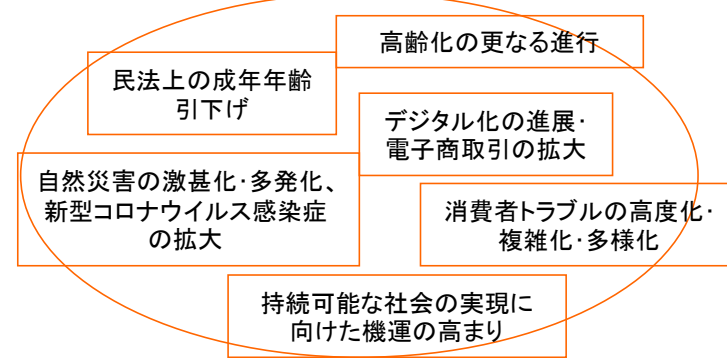 高齢化の更なる進行
民法上の成年年齢
引下げ
デジタル化の進展・
電子商取引の拡大
自然災害の激甚化・多発化、
新型コロナウイルス感染症
の拡大
消費者トラブルの高度化・
複雑化・多様化
持続可能な社会の実現に
向けた機運の高まり